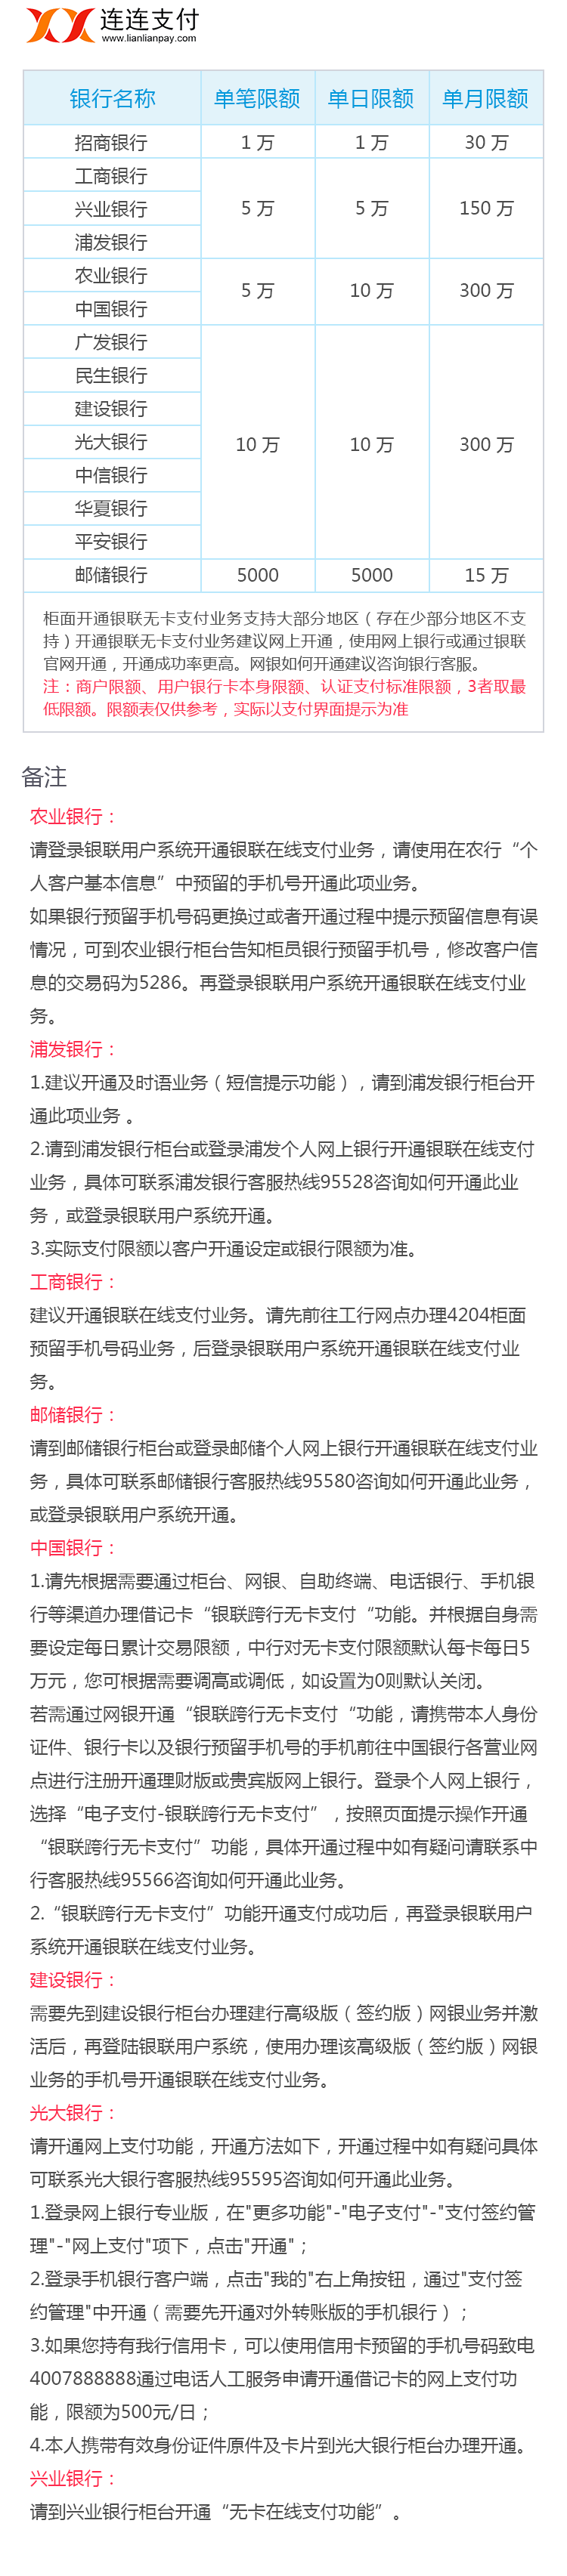 连连支付
www.lianlianpay.com
银行名称 单笔限额 单日限额 单月限额
招商银行 1 万 1 万 30 万
工商银行
兴业银行 5 万 5 万 150 万
浦发银行
农业银行
5 万 10 万 300 万
中国银行
广发银行
民生银行
建设银行
光大银行 10 万 10 万 300 万
中信银行
华夏银行
平安银行
邮储银行 5000 5000 15 万
柜面开通银联无卡支付业务支持大部分地区（存在少部分地区不支
持）开通银联无卡支付业务建议网上开通，使用网上银行或通过银联
官网开通，开通成功率更高。网银如何开通建议咨询银行客服。
注：商户限额、用户银行卡本身限额、认证支付标准限额，3者取最
低限额。限额表仅供参考，实际以支付界面提示为准
备注
农业银行：
请登录银联用户系统开通银联在线支付业务，请使用在农行“个
人客户基本信息”中预留的手机号开通此项业务。
如果银行预留手机号码更换过或者开通过程中提示预留信息有误
情况，可到农业银行柜台告知柜员银行预留手机号，修改客户信
息的交易码为5286。再登录银联用户系统开通银联在线支付业
务。
浦发银行：
1.建议开通及时语业务（短信提示功能），请到浦发银行柜台开
通此项业务 。
2.请到浦发银行柜台或登录浦发个人网上银行开通银联在线支付
业务，具体可联系浦发银行客服热线95528咨询如何开通此业
务，或登录银联用户系统开通。
3.实际支付限额以客户开通设定或银行限额为准。
工商银行：
建议开通银联在线支付业务。请先前往工行网点办理4204柜面
预留手机号码业务，后登录银联用户系统开通银联在线支付业
务。
邮储银行：
请到邮储银行柜台或登录邮储个人网上银行开通银联在线支付业
务，具体可联系邮储银行客服热线95580咨询如何开通此业务，
或登录银联用户系统开通。
中国银行：
1.请先根据需要通过柜台、网银、自助终端、电话银行、手机银
行等渠道办理借记卡“银联跨行无卡支付“功能。并根据自身需
要设定每日累计交易限额，中行对无卡支付限额默认每卡每日5
万元，您可根据需要调高或调低，如设置为0则默认关闭。
若需通过网银开通“银联跨行无卡支付“功能，请携带本人身份
证件、银行卡以及银行预留手机号的手机前往中国银行各营业网
点进行注册开通理财版或贵宾版网上银行。登录个人网上银行，
选择“电子支付-银联跨行无卡支付”，按照页面提示操作开通
“银联跨行无卡支付”功能，具体开通过程中如有疑问请联系中
行客服热线95566咨询如何开通此业务。
2.“银联跨行无卡支付”功能开通支付成功后，再登录银联用户
系统开通银联在线支付业务。
建设银行：
需要先到建设银行柜台办理建行高级版（签约版）网银业务并激
活后，再登陆银联用户系统，使用办理该高级版（签约版）网银
业务的手机号开通银联在线支付业务。
光大银行：
请开通网上支付功能，开通方法如下，开通过程中如有疑问具体
可联系光大银行客服热线95595咨询如何开通此业务。
1.登录网上银行专业版，在"更多功能"-"电子支付"-"支付签约管
理"-"网上支付"项下，点击"开通"；
2.登录手机银行客户端，点击"我的"右上角按钮，通过"支付签
约管理"中开通（需要先开通对外转账版的手机银行）；
3.如果您持有我行信用卡，可以使用信用卡预留的手机号码致电
4007888888通过电话人工服务申请开通借记卡的网上支付功
能，限额为500元/日；
4.本人携带有效身份证件原件及卡片到光大银行柜台办理开通。
兴业银行：
请到兴业银行柜台开通“无卡在线支付功能”。